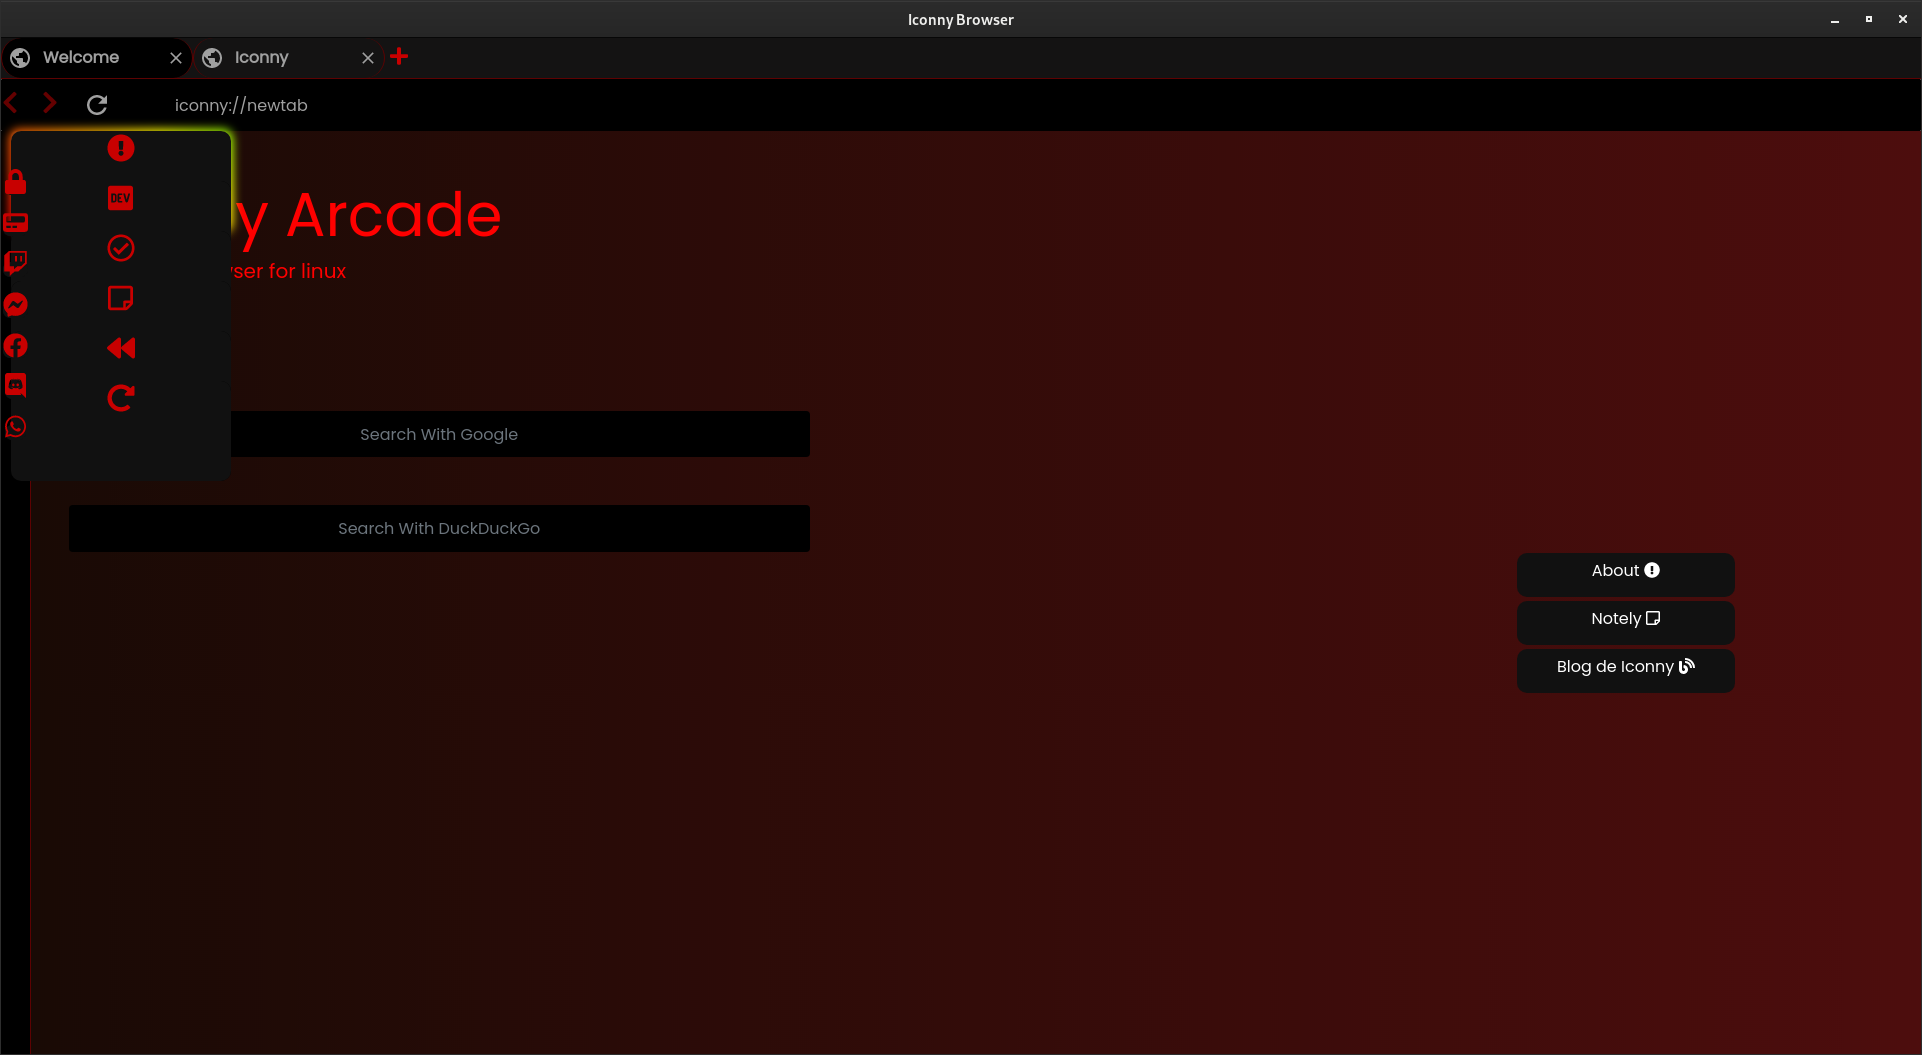 Iconny Browser
Welcome
Iconny
iconny://newtab
DEV
y Arcade
ser for linux
Search With Google
Search With DuckDuckGo
About
Notely
Blog de Iconny